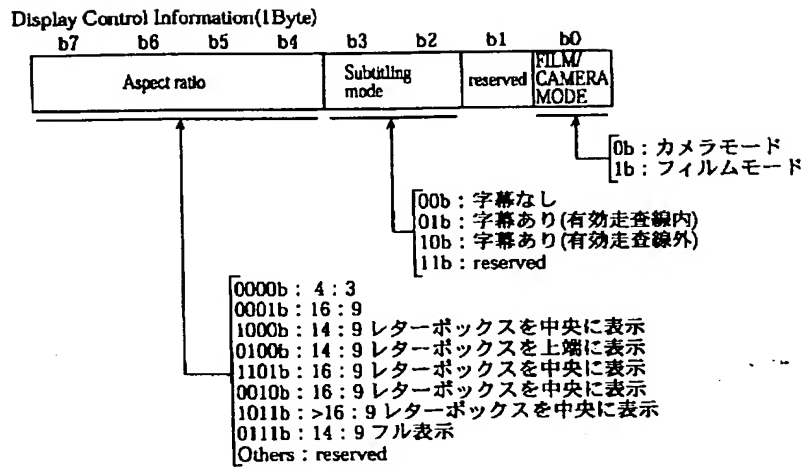 Display Control Information(1Byte)
b7 b6 b5 b4 b3 b2 b1 b0
Aspect ratio
Subtitling
mode
reserved
FILM/
CAMERA
MODE
0b : カメラモード
1b : フィルムモード
00b : 字幕なし
01b : 字幕あり(有効走査線内)
10b : 字幕あり(有効走査線外)
11b : reserved
0000b : 4 : 3
0001b : 16 : 9
1000b : 14 : 9 レターボックスを中央に表示
0100b : 14 : 9 レターボックスを上端に表示
1101b : 16 : 9 レターボックスを中央に表示
0010b : 16 : 9 レターボックスを中央に表示
1011b : >16 : 9 レターボックスを中央に表示
0111b : 14 : 9 フル表示
Others : reserved